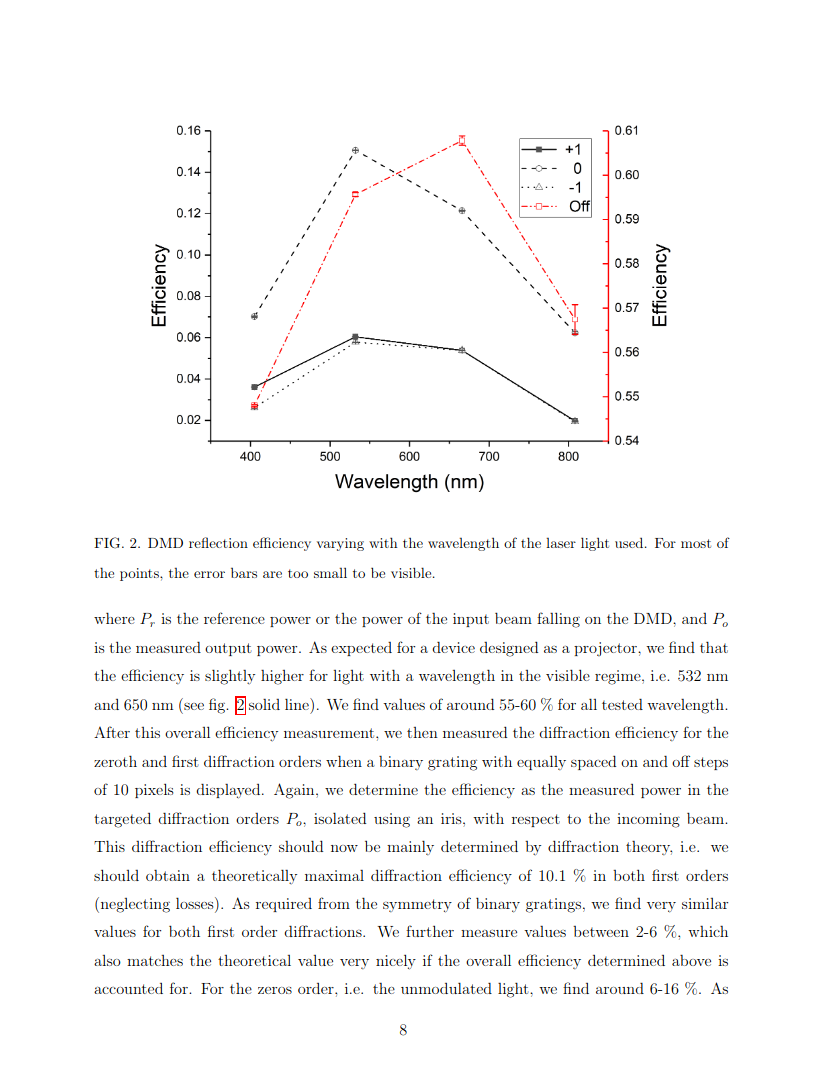 0.16
0.14
0.12
0.10
0.08
0.06
0.04
0.02
Efficiency
400 500 600 700 800
Wavelength (nm)
+1
0
-1
Off
0.61
0.60
0.59
0.58
0.57
0.56
0.55
0.54
Efficiency
FIG. 2. DMD reflection efficiency varying with the wavelength of the laser light used. For most of
the points, the error bars are too small to be visible.
where Pr is the reference power or the power of the input beam falling on the DMD, and Po
is the measured output power. As expected for a device designed as a projector, we find that
the efficiency is slightly higher for light with a wavelength in the visible regime, i.e. 532 nm
and 650 nm (see fig. 2 solid line). We find values of around 55-60 % for all tested wavelength.
After this overall efficiency measurement, we then measured the diffraction efficiency for the
zeroth and first diffraction orders when a binary grating with equally spaced on and off steps
of 10 pixels is displayed. Again, we determine the efficiency as the measured power in the
targeted diffraction orders Po, isolated using an iris, with respect to the incoming beam.
This diffraction efficiency should now be mainly determined by diffraction theory, i.e. we
should obtain a theoretically maximal diffraction efficiency of 10.1 % in both first orders
(neglecting losses). As required from the symmetry of binary gratings, we find very similar
values for both first order diffractions. We further measure values between 2-6 %, which
also matches the theoretical value very nicely if the overall efficiency determined above is
accounted for. For the zeros order, i.e. the unmodulated light, we find around 6-16 %. As
8